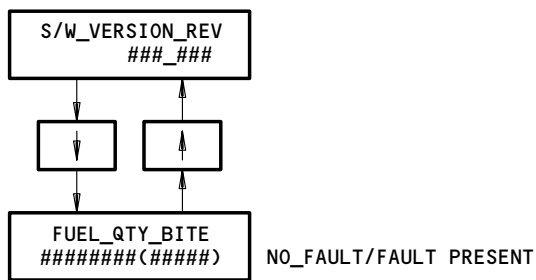 S/W_VERSION_REV
###_###
FUEL_QTY_BITE
########(#####)
NO_FAULT/FAULT PRESENT